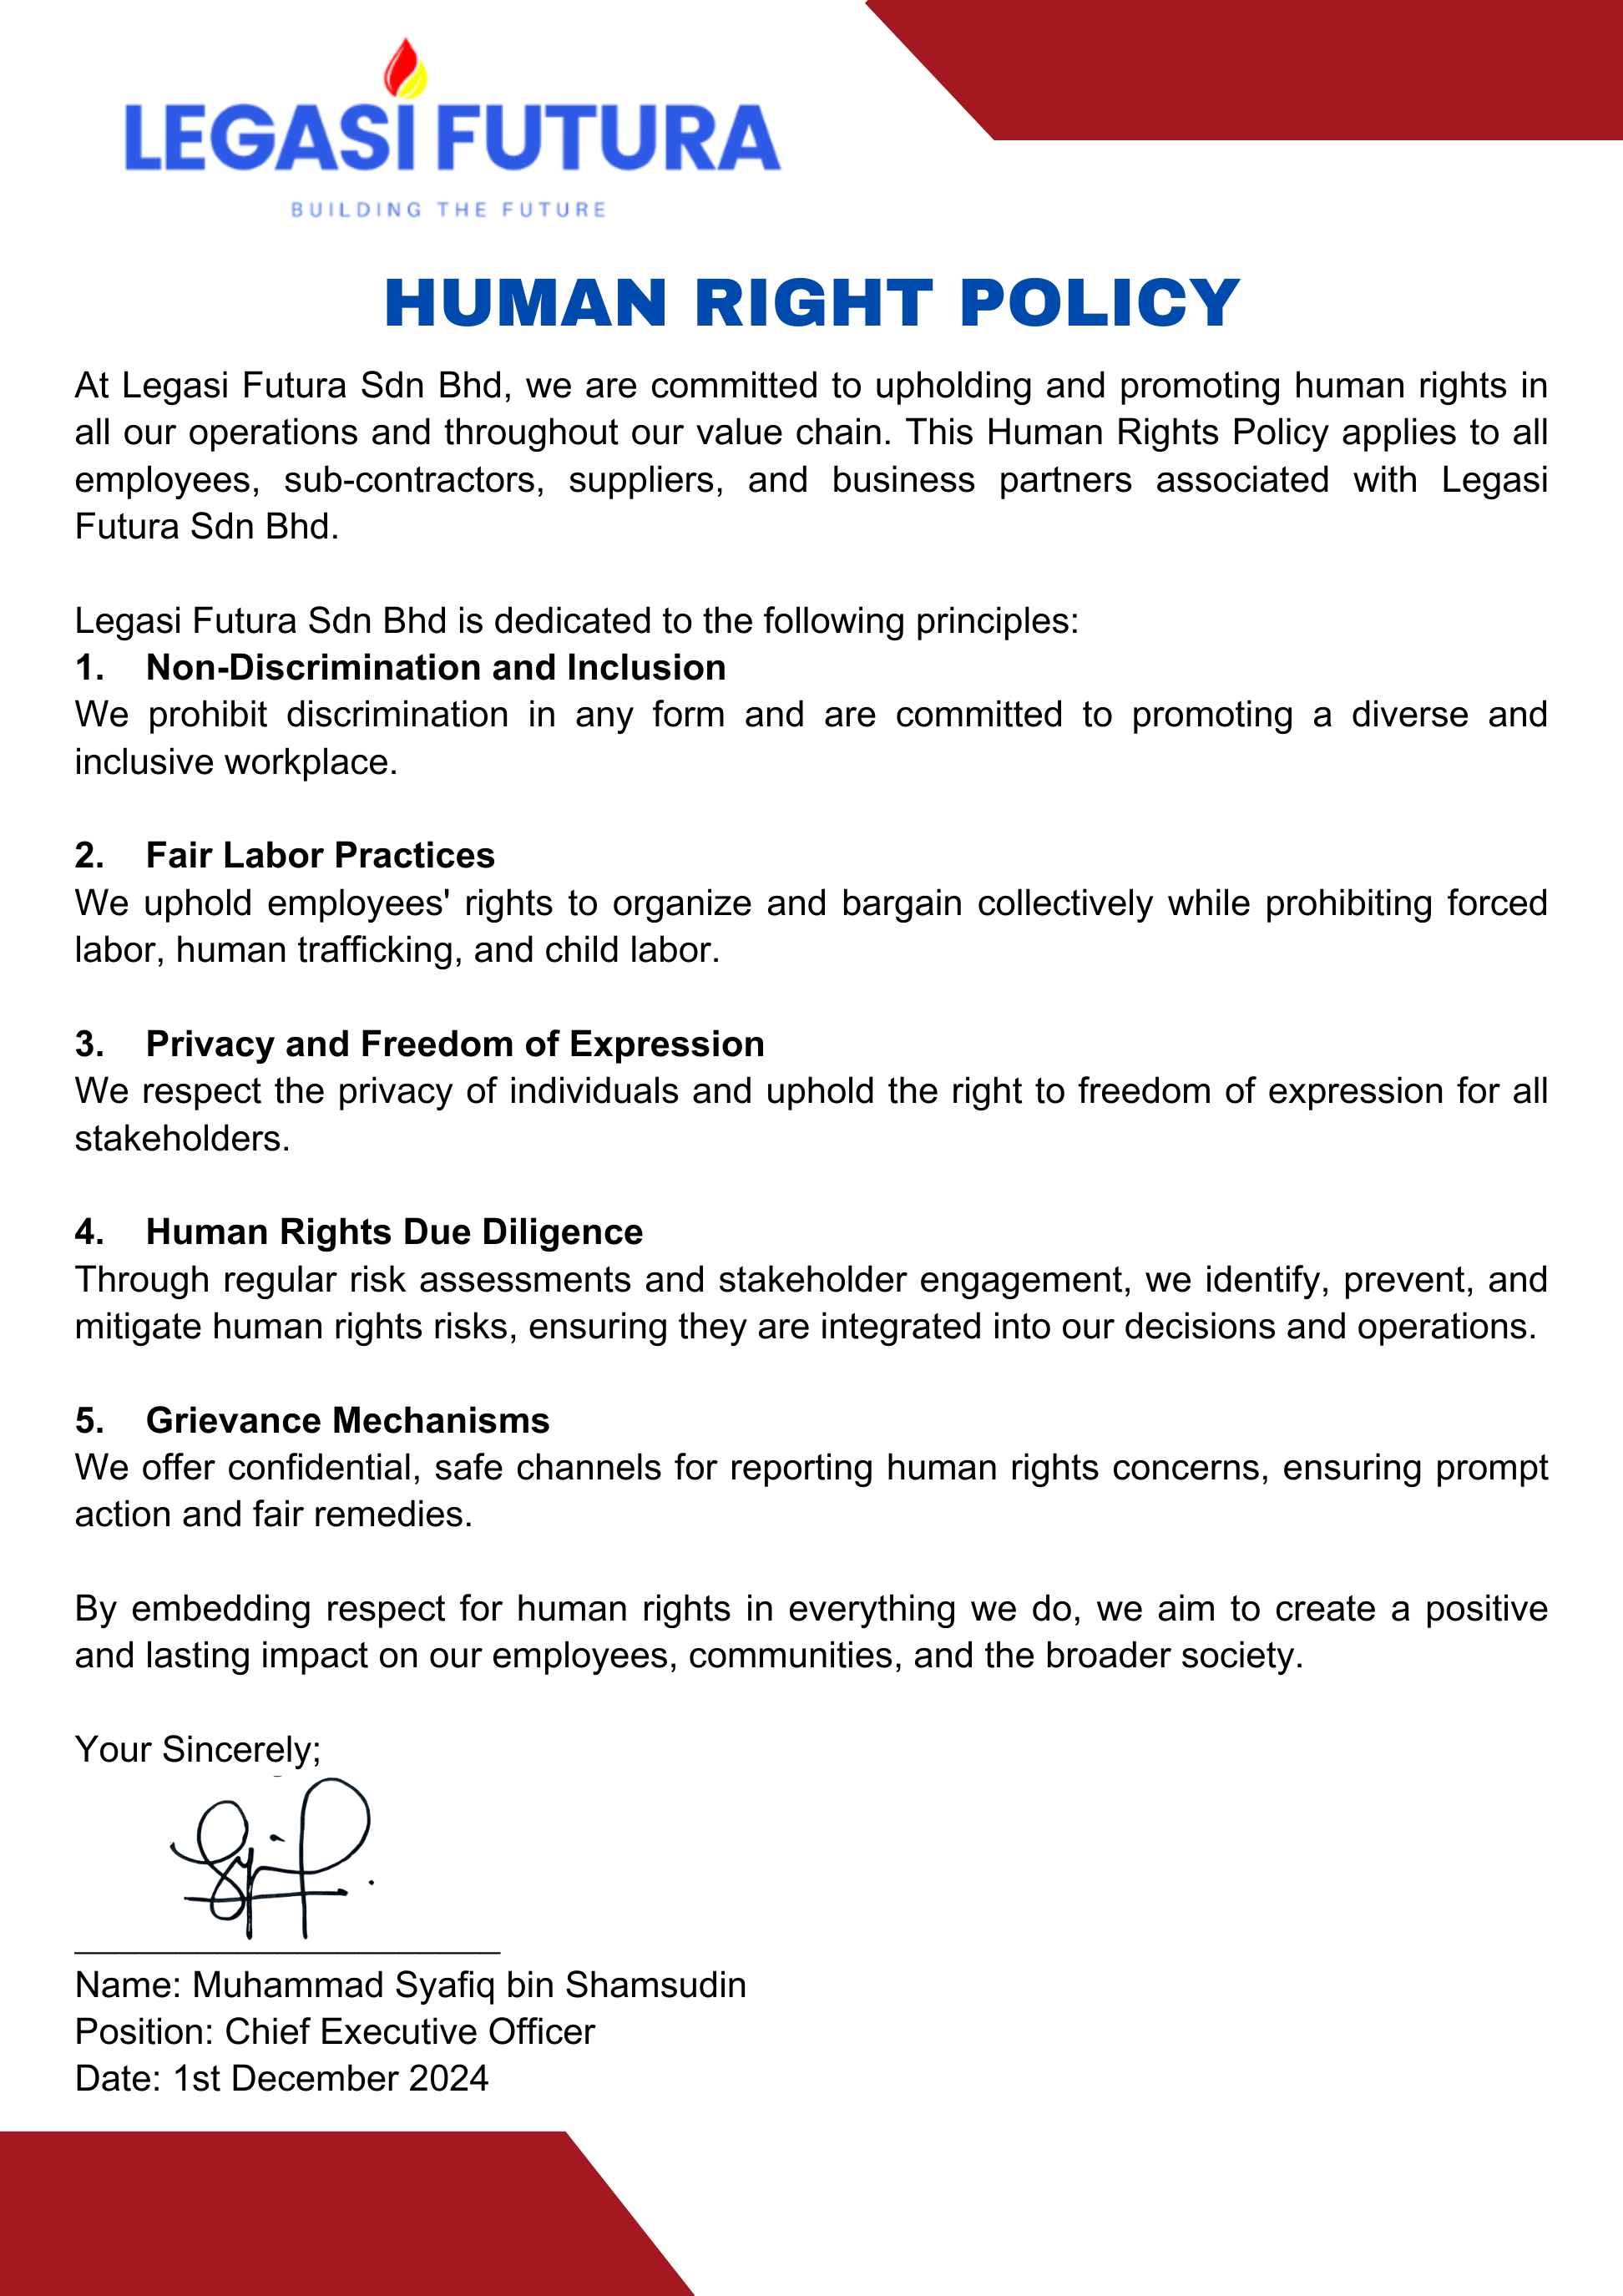 LEGASI FUTURA
BUILDING THE FUTURE
HUMAN RIGHT POLICY
At Legasi Futura Sdn Bhd, we are committed to upholding and promoting human rights in
all our operations and throughout our value chain. This Human Rights Policy applies to all
employees, sub-contractors, suppliers, and business partners associated with Legasi
Futura Sdn Bhd.
Legasi Futura Sdn Bhd is dedicated to the following principles:
1. Non-Discrimination and Inclusion
We prohibit discrimination in any form and are committed to promoting a diverse and
inclusive workplace.
2. Fair Labor Practices
We uphold employees' rights to organize and bargain collectively while prohibiting forced
labor, human trafficking, and child labor.
3. Privacy and Freedom of Expression
We respect the privacy of individuals and uphold the right to freedom of expression for all
stakeholders.
4. Human Rights Due Diligence
Through regular risk assessments and stakeholder engagement, we identify, prevent, and
mitigate human rights risks, ensuring they are integrated into our decisions and operations.
5. Grievance Mechanisms
We offer confidential, safe channels for reporting human rights concerns, ensuring prompt
action and fair remedies.
By embedding respect for human rights in everything we do, we aim to create a positive
and lasting impact on our employees, communities, and the broader society.
Your Sincerely;
Name: Muhammad Syafiq bin Shamsudin
Position: Chief Executive Officer
Date: 1st December 2024